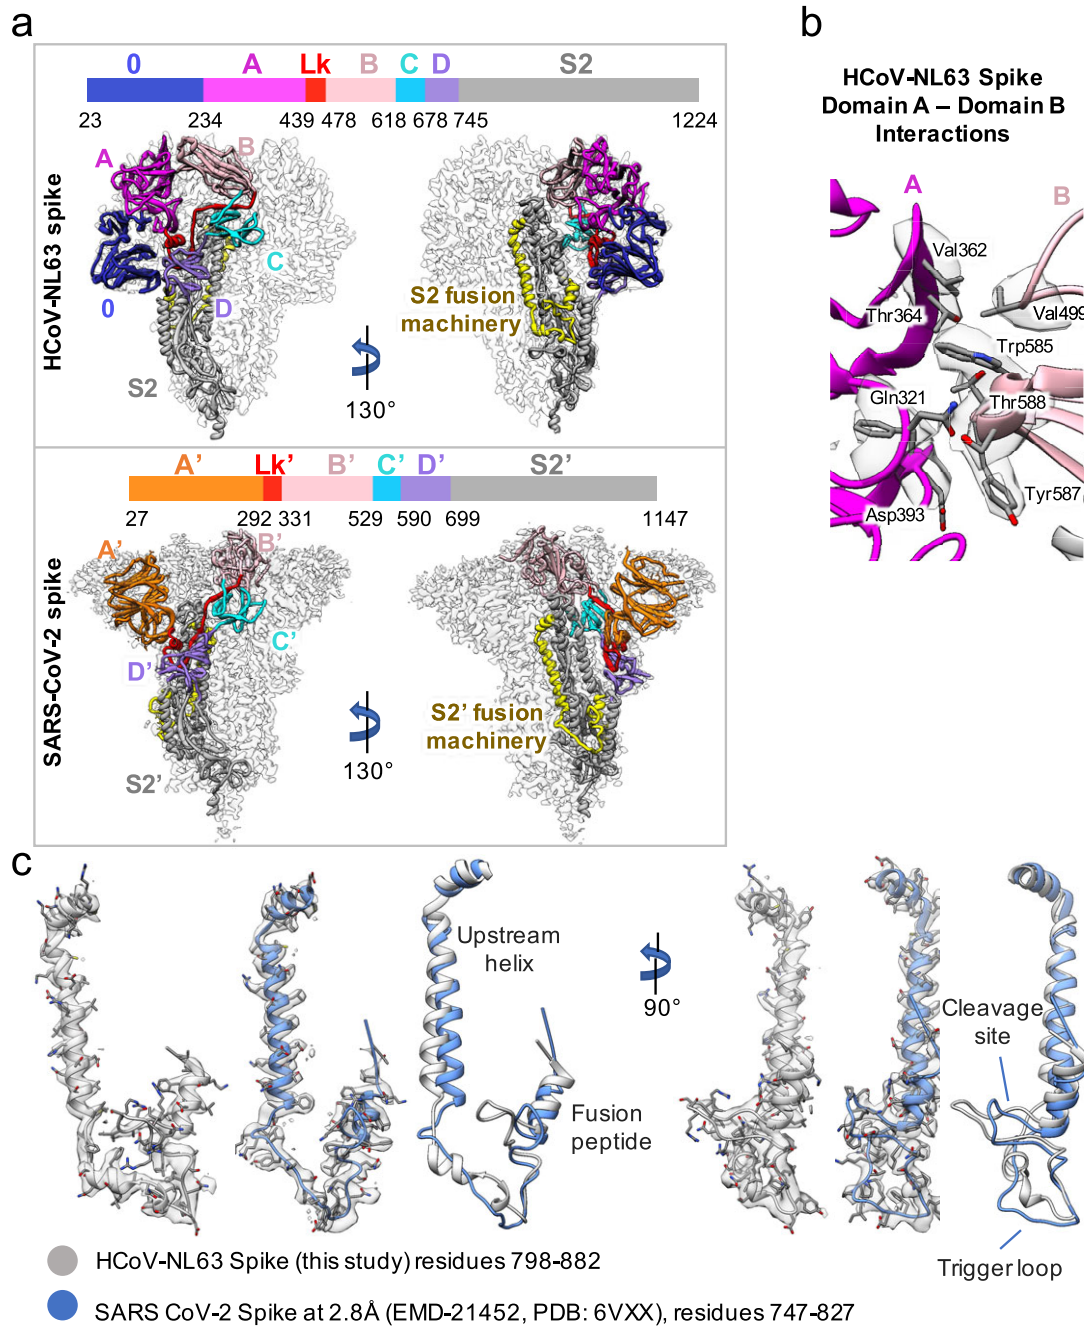 a
HCoV-NL63 spike
0 A Lk B C D S2
23 234 439 478 618 678 745 1224
A B
0 C D
S2
130°
S2 fusion
machinery
SARS-CoV-2 spike
A’ Lk’ B’ C’ D’ S2’
27 292 331 529 590 699 1147
A’ B’
D’ C’
S2’
130°
S2’ fusion
machinery
b
HCoV-NL63 Spike
Domain A – Domain B
Interactions
A B
Val362
Thr364 Val499
Trp585
Gln321 Thr588
Asp393 Tyr587
c
Upstream
helix
Fusion
peptide
90°
Cleavage
site
Trigger loop
HCoV-NL63 Spike (this study) residues 798-882
SARS CoV-2 Spike at 2.8Å (EMD-21452, PDB: 6VXX), residues 747-827